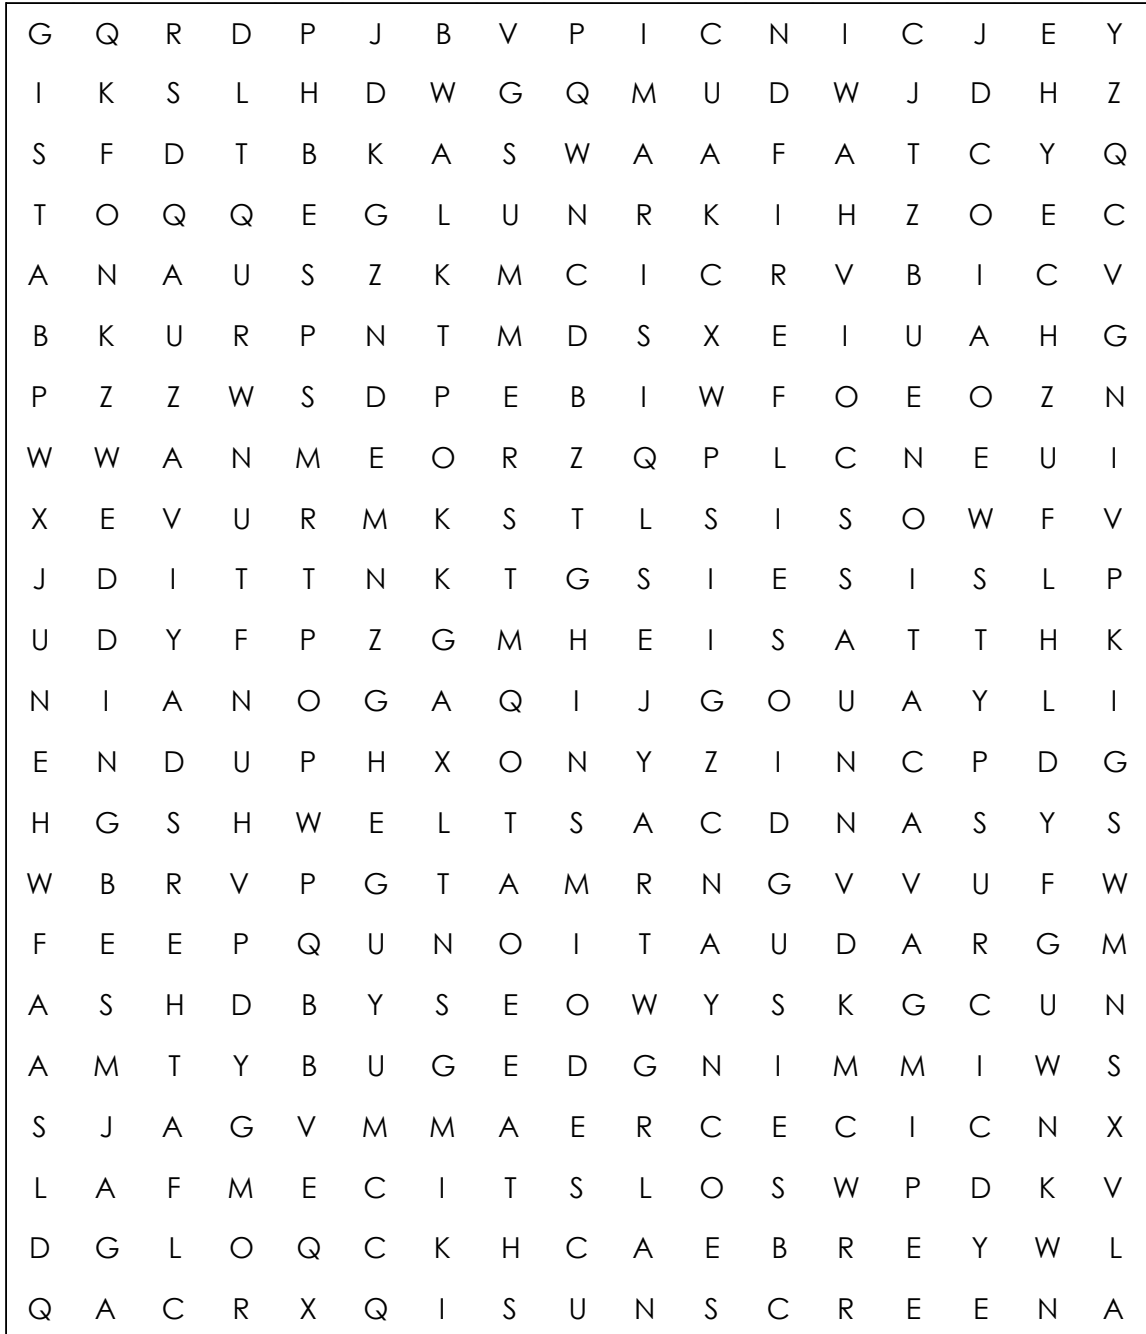 G Q R D P J B V P I C N I C J E Y
I K S L H D W G Q M U D W J D H Z
S F D T B K A S W A A F A T C Y Q
T O Q Q E G L U N R K I H Z O E C
A N A U S Z K M C I C R V B I C V
B K U R P N T M D S X E I U A H G
P Z Z W S D P E B I W F O E O Z N
W W A N M E O R Z Q P L C N E U I
X E V U R M K S T L S I S O W F V
J D I T T N K T G S I E S I S L P
U D Y F P Z G M H E I S A T T H K
N I A N O G A Q I J G O U A Y L I
E N D U P H X O N Y Z I N C P D G
H G S H W E L T S A C D N A S Y S
W B R V P G T A M R N G V V U F W
F E E P Q U N O I T A U D A R G M
A S H D B Y S E O W Y S K G C U N
A M T Y B U G E D G N I M M I W S
S J A G V M M A E R C E C I C N X
L A F M E C I T S L O S W P D K V
D G L O Q C K H C A E B R E Y W L
Q A C R X Q I S U N S C R E E N A